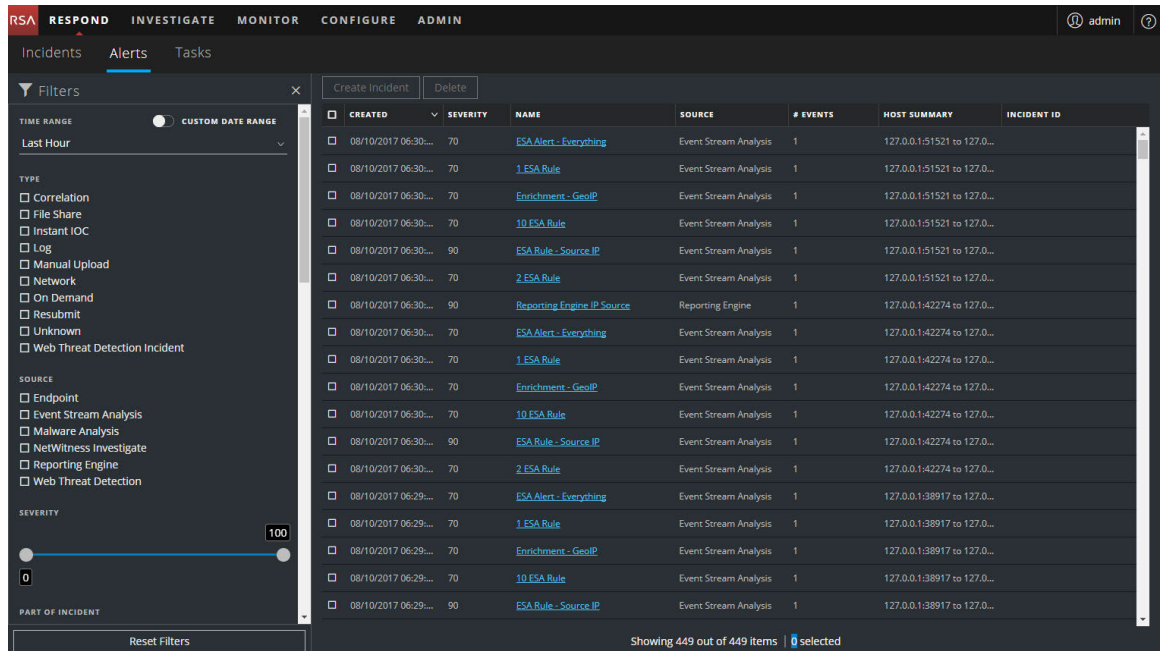 RSA RESPOND INVESTIGATE MONITOR CONFIGURE ADMIN admin ?
Incidents Alerts Tasks
Filters ×
TIME RANGE CUSTOM DATE RANGE
Last Hour
TYPE
Correlation
File Share
Instant IOC
Log
Manual Upload
Network
On Demand
Resubmit
Unknown
Web Threat Detection Incident
SOURCE
Endpoint
Event Stream Analysis
Malware Analysis
NetWitness Investigate
Reporting Engine
Web Threat Detection
SEVERITY
100
0
PART OF INCIDENT
Reset Filters
Create Incident Delete
CREATED SEVERITY NAME SOURCE # EVENTS HOST SUMMARY INCIDENT ID
08/10/2017 06:30:... 70 ESA Alert - Everything Event Stream Analysis 1 127.0.0.1:51521 to 127.0...
08/10/2017 06:30:... 70 1 ESA Rule Event Stream Analysis 1 127.0.0.1:51521 to 127.0...
08/10/2017 06:30:... 70 Enrichment - GeoIP Event Stream Analysis 1 127.0.0.1:51521 to 127.0...
08/10/2017 06:30:... 70 10 ESA Rule Event Stream Analysis 1 127.0.0.1:51521 to 127.0...
08/10/2017 06:30:... 90 ESA Rule - Source IP Event Stream Analysis 1 127.0.0.1:51521 to 127.0...
08/10/2017 06:30:... 70 2 ESA Rule Event Stream Analysis 1 127.0.0.1:51521 to 127.0...
08/10/2017 06:30:... 90 Reporting Engine IP Source Reporting Engine 1 127.0.0.1:42274 to 127.0...
08/10/2017 06:30:... 70 ESA Alert - Everything Event Stream Analysis 1 127.0.0.1:42274 to 127.0...
08/10/2017 06:30:... 70 1 ESA Rule Event Stream Analysis 1 127.0.0.1:42274 to 127.0...
08/10/2017 06:30:... 70 Enrichment - GeoIP Event Stream Analysis 1 127.0.0.1:42274 to 127.0...
08/10/2017 06:30:... 70 10 ESA Rule Event Stream Analysis 1 127.0.0.1:42274 to 127.0...
08/10/2017 06:30:... 90 ESA Rule - Source IP Event Stream Analysis 1 127.0.0.1:42274 to 127.0...
08/10/2017 06:30:... 70 2 ESA Rule Event Stream Analysis 1 127.0.0.1:42274 to 127.0...
08/10/2017 06:29:... 70 ESA Alert - Everything Event Stream Analysis 1 127.0.0.1:38917 to 127.0...
08/10/2017 06:29:... 70 1 ESA Rule Event Stream Analysis 1 127.0.0.1:38917 to 127.0...
08/10/2017 06:29:... 70 Enrichment - GeoIP Event Stream Analysis 1 127.0.0.1:38917 to 127.0...
08/10/2017 06:29:... 70 10 ESA Rule Event Stream Analysis 1 127.0.0.1:38917 to 127.0...
08/10/2017 06:29:... 90 ESA Rule - Source IP Event Stream Analysis 1 127.0.0.1:38917 to 127.0...
Showing 449 out of 449 items | 0 selected